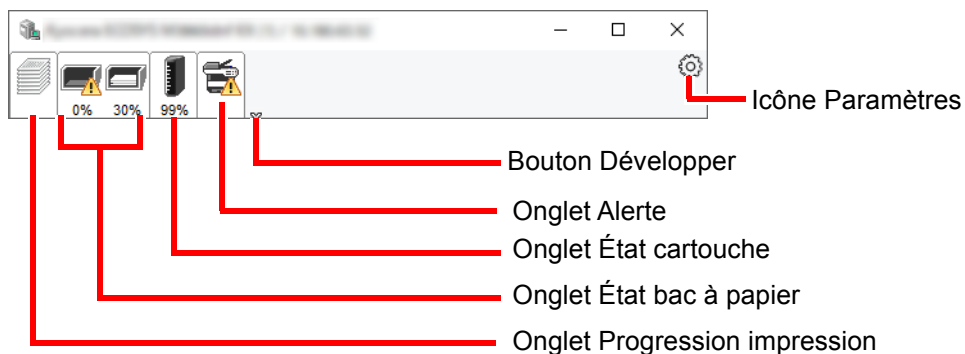 0% 30% 99%
Icône Paramètres
Bouton Développer
Onglet Alerte
Onglet État cartouche
Onglet État bac à papier
Onglet Progression impression